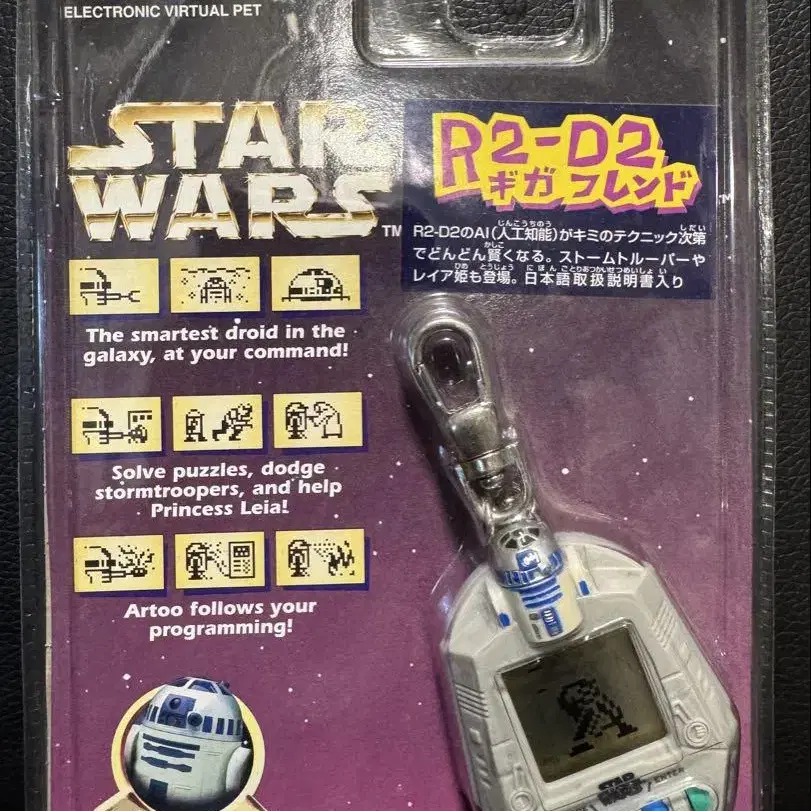 ELECTRONIC VIRTUAL PET
STAR
WARS
TM
R2-D2
ギガ フレンド
R2-D2のAI(人工知能)がキミのテクニック次第
でどんどん賢くなる。ストームトルーパーや
レイア姫も登場。日本語取扱説明書入り
The smartest droid in the
galaxy, at your command!
Solve puzzles, dodge
stormtroopers, and help
Princess Leia!
Artoo follows your
programming!
STAR
WARS
ENTER